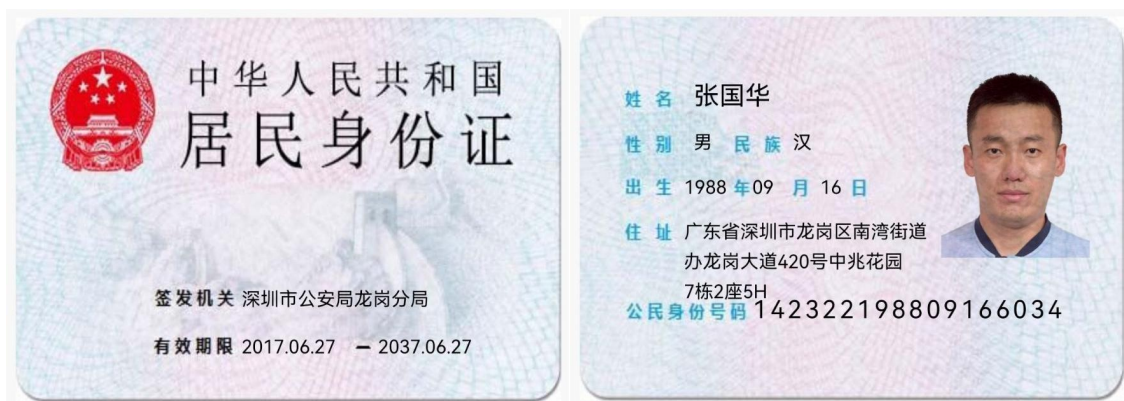 中华人民共和国
居民身份证
签发机关 深圳市公安局龙岗分局
有效期限 2017.06.27 - 2037.06.27
姓名 张国华
性别 男 民族 汉
出生 1988 年 09 月 16 日
住址 广东省深圳市龙岗区南湾街道
办龙岗大道420号中兆花园
7栋2座5H
公民身份号码 142322198809166034